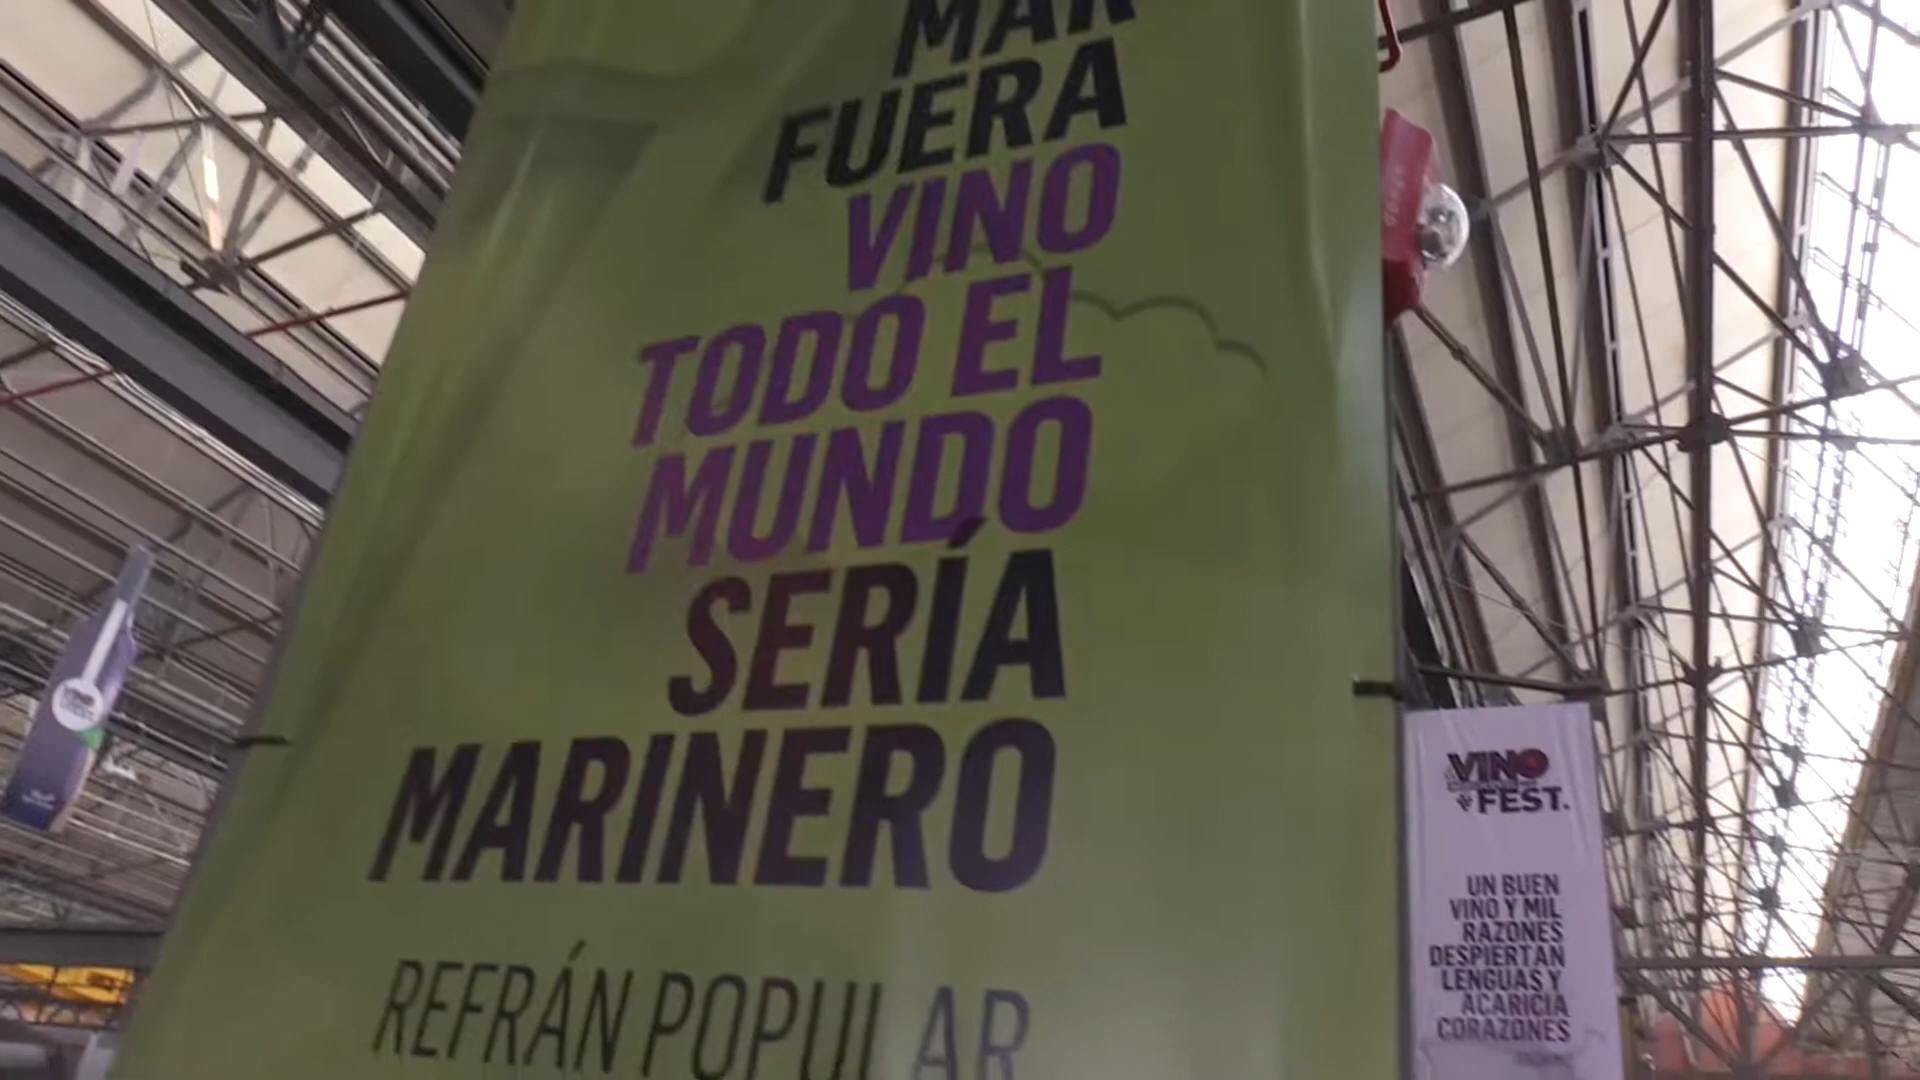 MAR
FUERA
VINO
TODO EL
MUNDO
SERÍA
MARINERO
REFRÁN POPULAR
VINO
FEST.
UN BUEN
VINO Y MIL
RAZONES
DESPIERTAN
LENGUAS Y
ACARICIA
CORAZONES